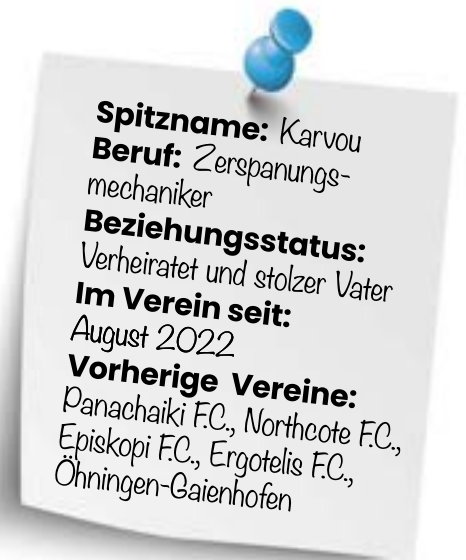 Spitzname: Karvou
Beruf: Zerspanungs-
mechaniker
Beziehungsstatus:
Verheiratet und stolzer Vater
Im Verein seit:
August 2022
Vorherige Vereine:
Panachaiki F.C., Northcote F.C.,
Episkopi F.C., Ergotelis F.C.,
Öhningen-Gaienhofen